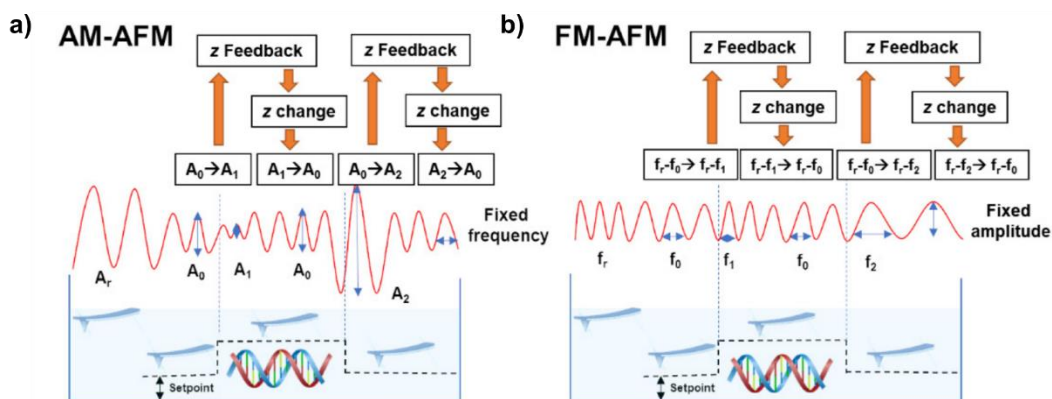 a)
AM-AFM
z Feedback
z Feedback
z change
z change
A₀→A₁
A₁→A₀
A₀→A₂
A₂→A₀
Fixed
frequency
Aᵣ
A₀
A₁
A₀
A₂
Setpoint
b)
FM-AFM
z Feedback
z Feedback
z change
z change
fᵣ-f₀→ fᵣ-f₁
fᵣ-f₁→ fᵣ-f₀
fᵣ-f₀→ fᵣ-f₂
fᵣ-f₂→ fᵣ-f₀
Fixed
amplitude
fᵣ
f₀
f₁
f₀
f₂
Setpoint